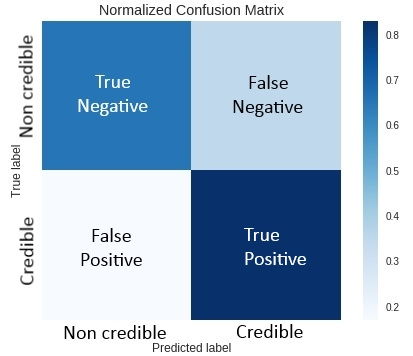 Normalized Confusion Matrix
Non credible
Credible
True label
True
Negative
False
Negative
False
Positive
True
Positive
0.8
0.7
0.6
0.5
0.4
0.3
0.2
Non credible
Credible
Predicted label